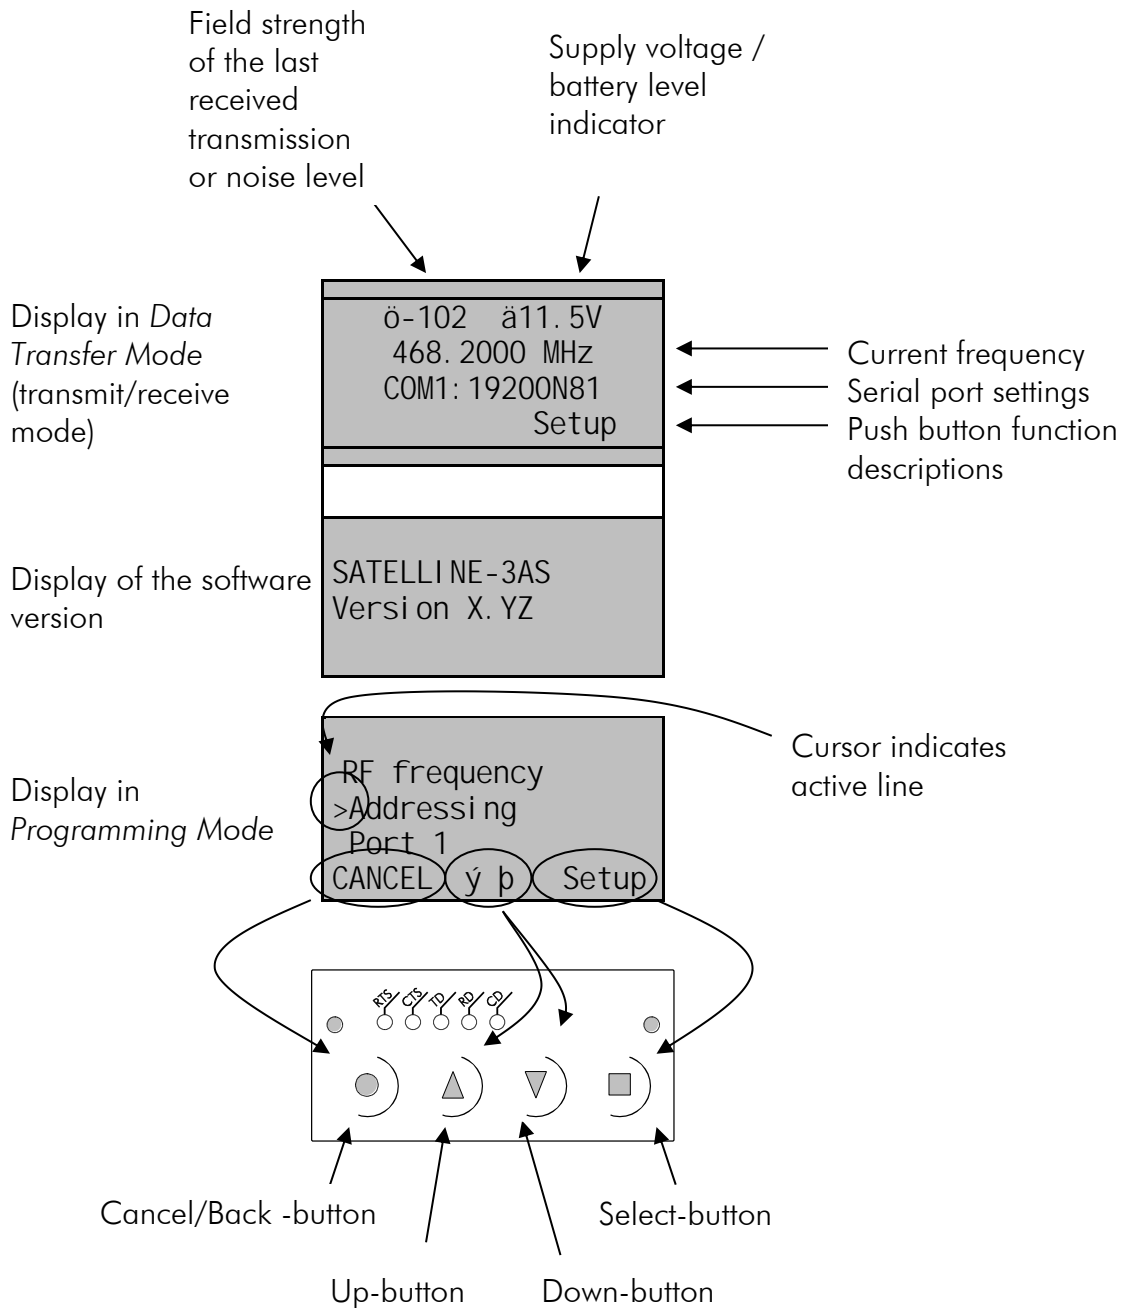 Field strength
of the last
received
transmission
or noise level
Supply voltage /
battery level
indicator
Display in Data
Transfer Mode
(transmit/receive
mode)
ö-102 ä11.5V
468.2000 MHz
COM1:19200N81
Setup
Current frequency
Serial port settings
Push button function
descriptions
Display of the software
version
SATELLINE-3AS
Version X.YZ
Display in
Programming Mode
RF frequency
>Addressing
Port 1
CANCEL ý þ Setup
Cursor indicates
active line
RTS CTS TD RD CD
Cancel/Back -button
Select-button
Up-button
Down-button